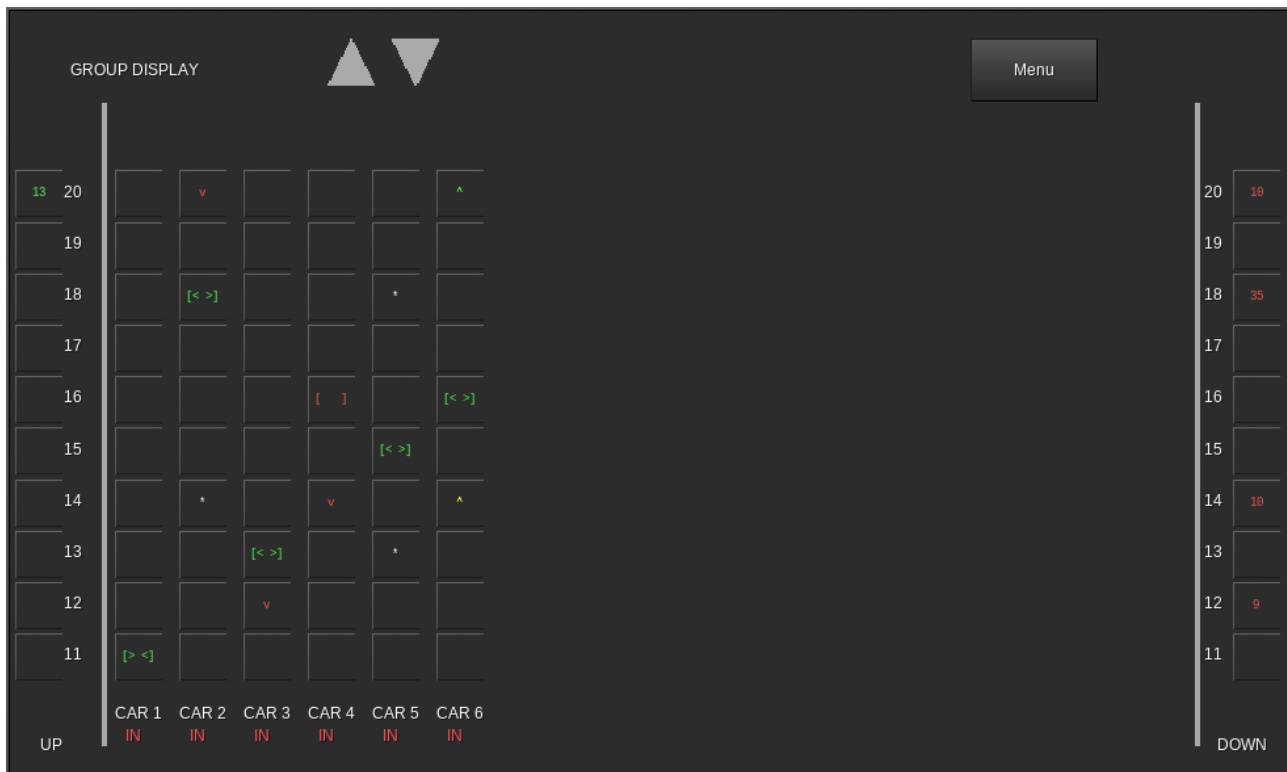 GROUP DISPLAY Menu
13 20 v ^ 20 10
19 19
18 [< >] * 18 35
17 17
16 [ ] [< >] 16
15 [< >] 15
14 * v ^ 14 10
13 [< >] * 13
12 v 12 9
11 [> <] 11
CAR 1 CAR 2 CAR 3 CAR 4 CAR 5 CAR 6
IN IN IN IN IN IN
UP DOWN